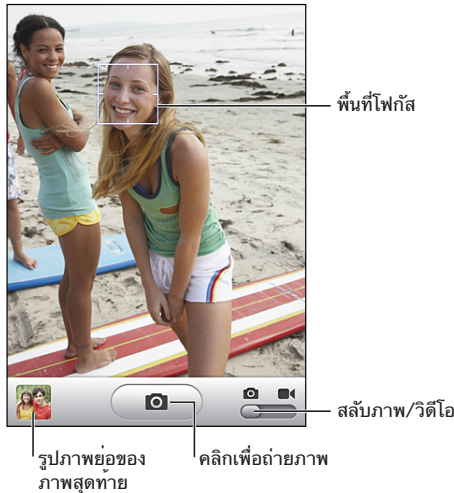 พื้นที่โฟกัส
สลับภาพ/วิดีโอ
รูปภาพย่อของ
ภาพสุดท้าย
คลิกเพื่อถ่ายภาพ